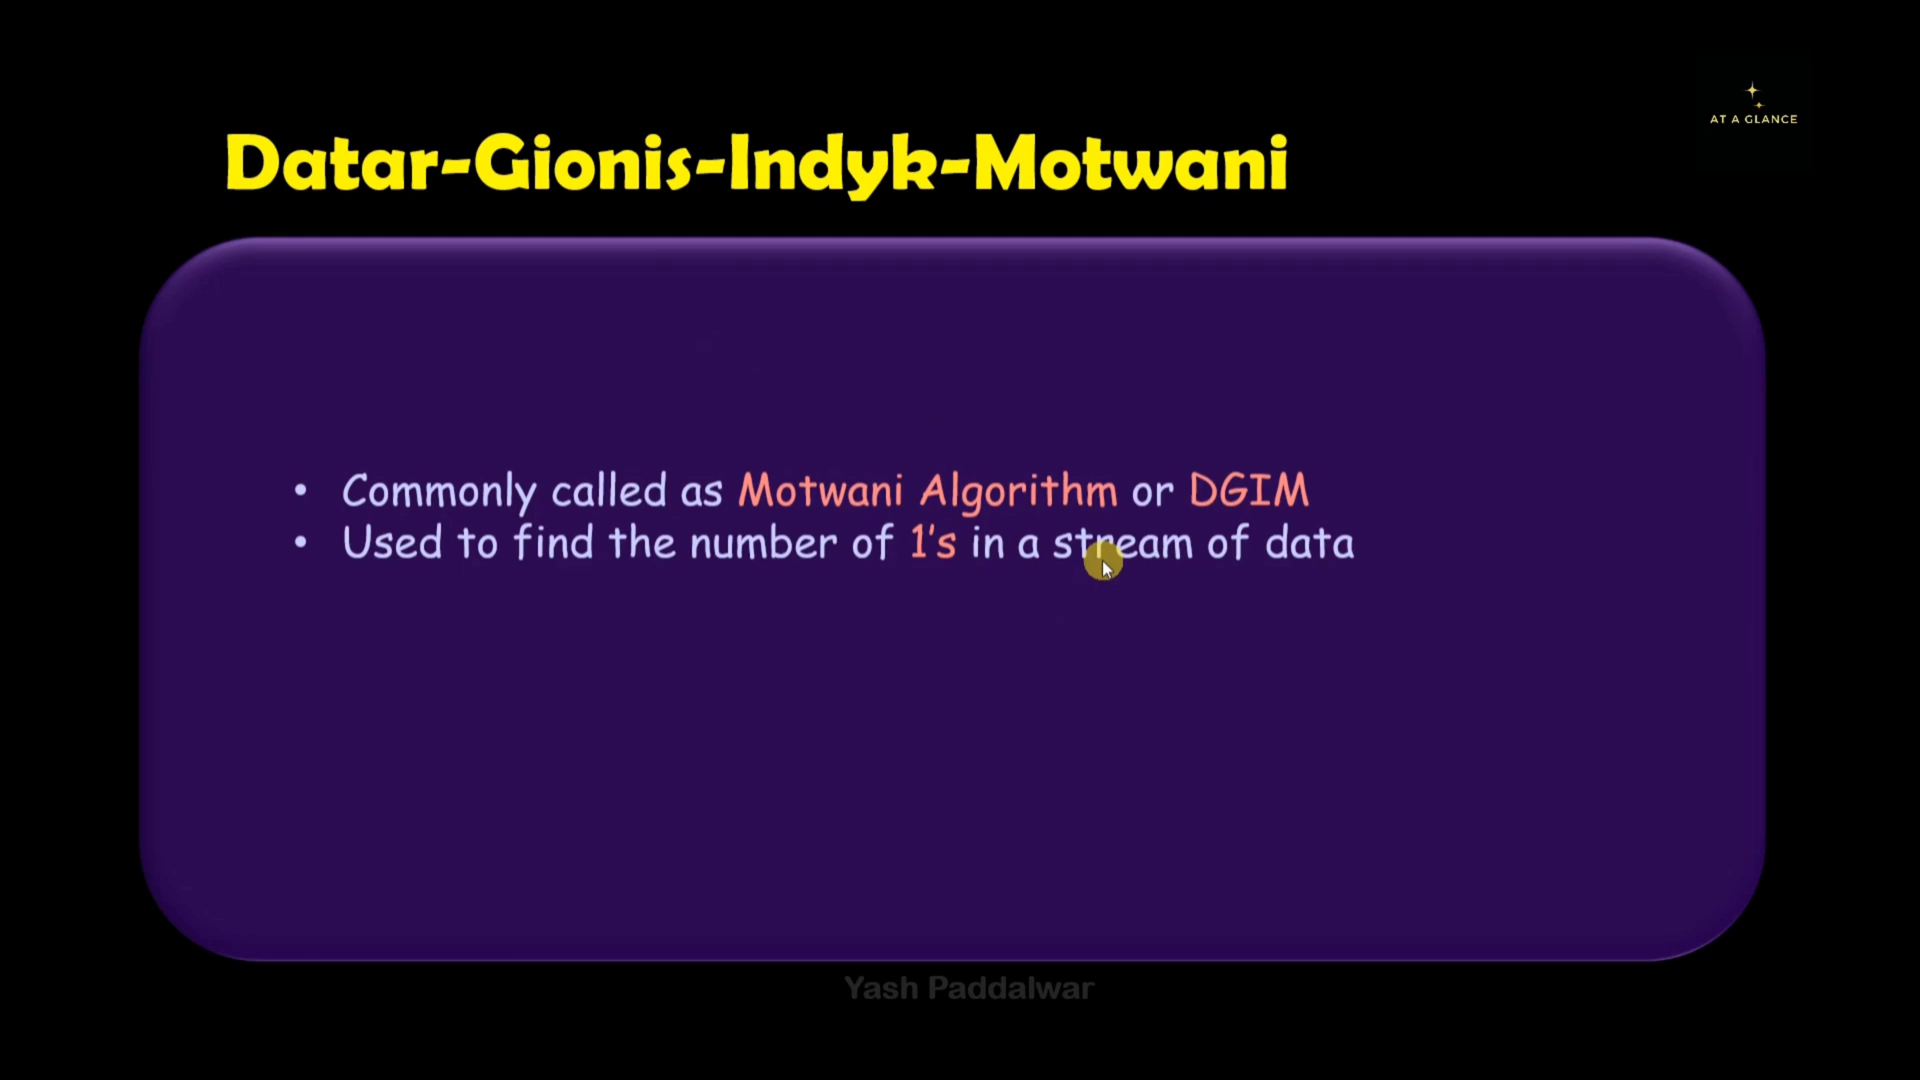 AT A GLANCE
Datar-Gionis-Indyk-Motwani
• Commonly called as Motwani Algorithm or DGIM
• Used to find the number of 1’s in a stream of data
Yash Paddalwar